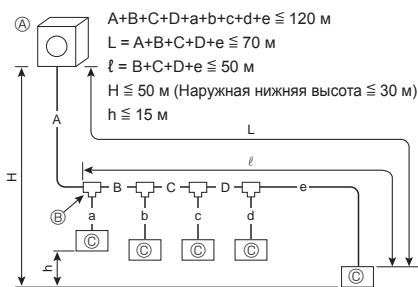 Ⓐ
A+B+C+D+a+b+c+d+e ≦ 120 м
L = A+B+C+D+e ≦ 70 м
ℓ = B+C+D+e ≦ 50 м
H ≦ 50 м (Наружная нижняя высота ≦ 30 м)
h ≦ 15 м
A
L
H
ℓ
B C D e
Ⓑ
a b c d
Ⓒ Ⓒ Ⓒ Ⓒ
h
Ⓒ